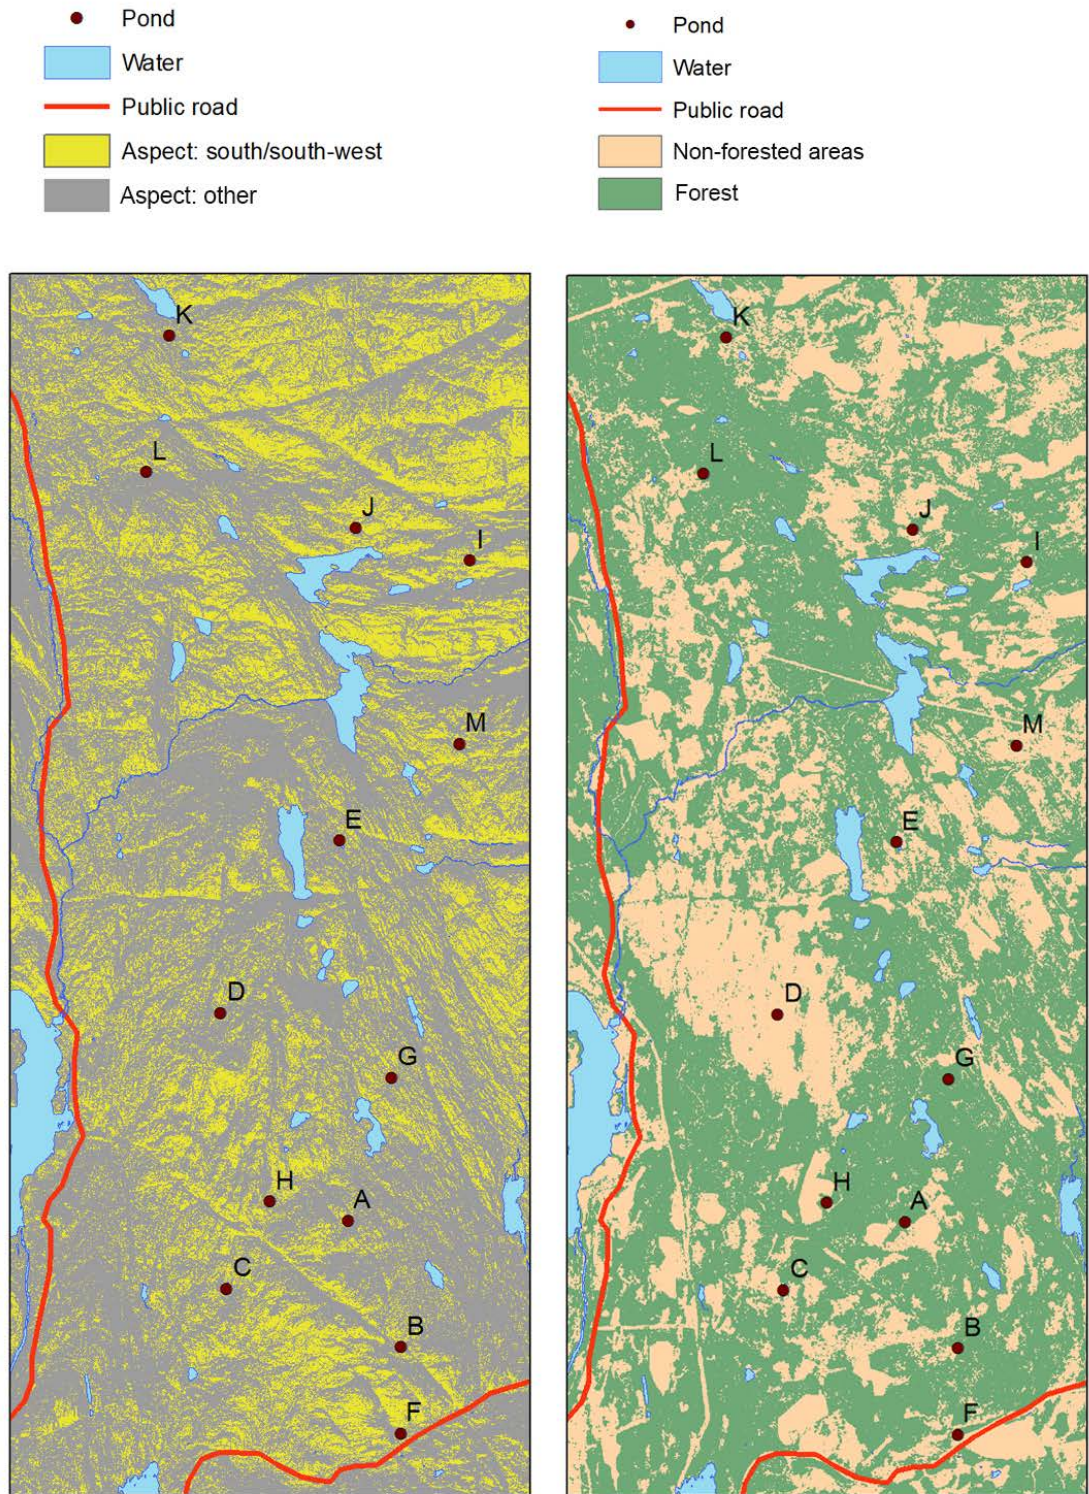 Pond
Water
Public road
Aspect: south/south-west
Aspect: other
Pond
Water
Public road
Non-forested areas
Forest
K
L
J
I
M
E
D
G
H
A
C
B
F
K
L
J
I
M
E
D
G
H
A
C
B
F